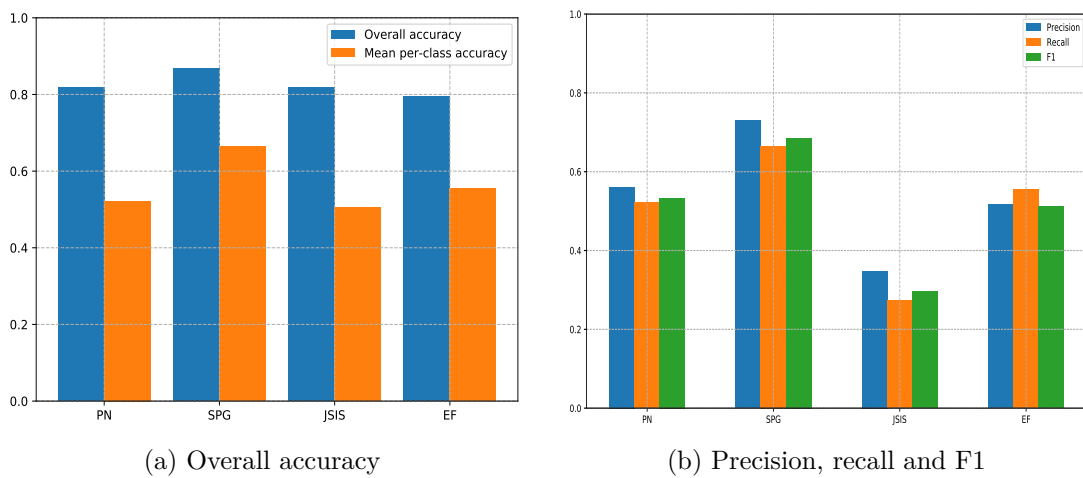 1.0
0.8
0.6
0.4
0.2
0.0
Overall accuracy
Mean per-class accuracy
PN SPG JSIS EF
(a) Overall accuracy
1.0
0.8
0.6
0.4
0.2
0.0
Precision
Recall
F1
PN SPG JSIS EF
(b) Precision, recall and F1